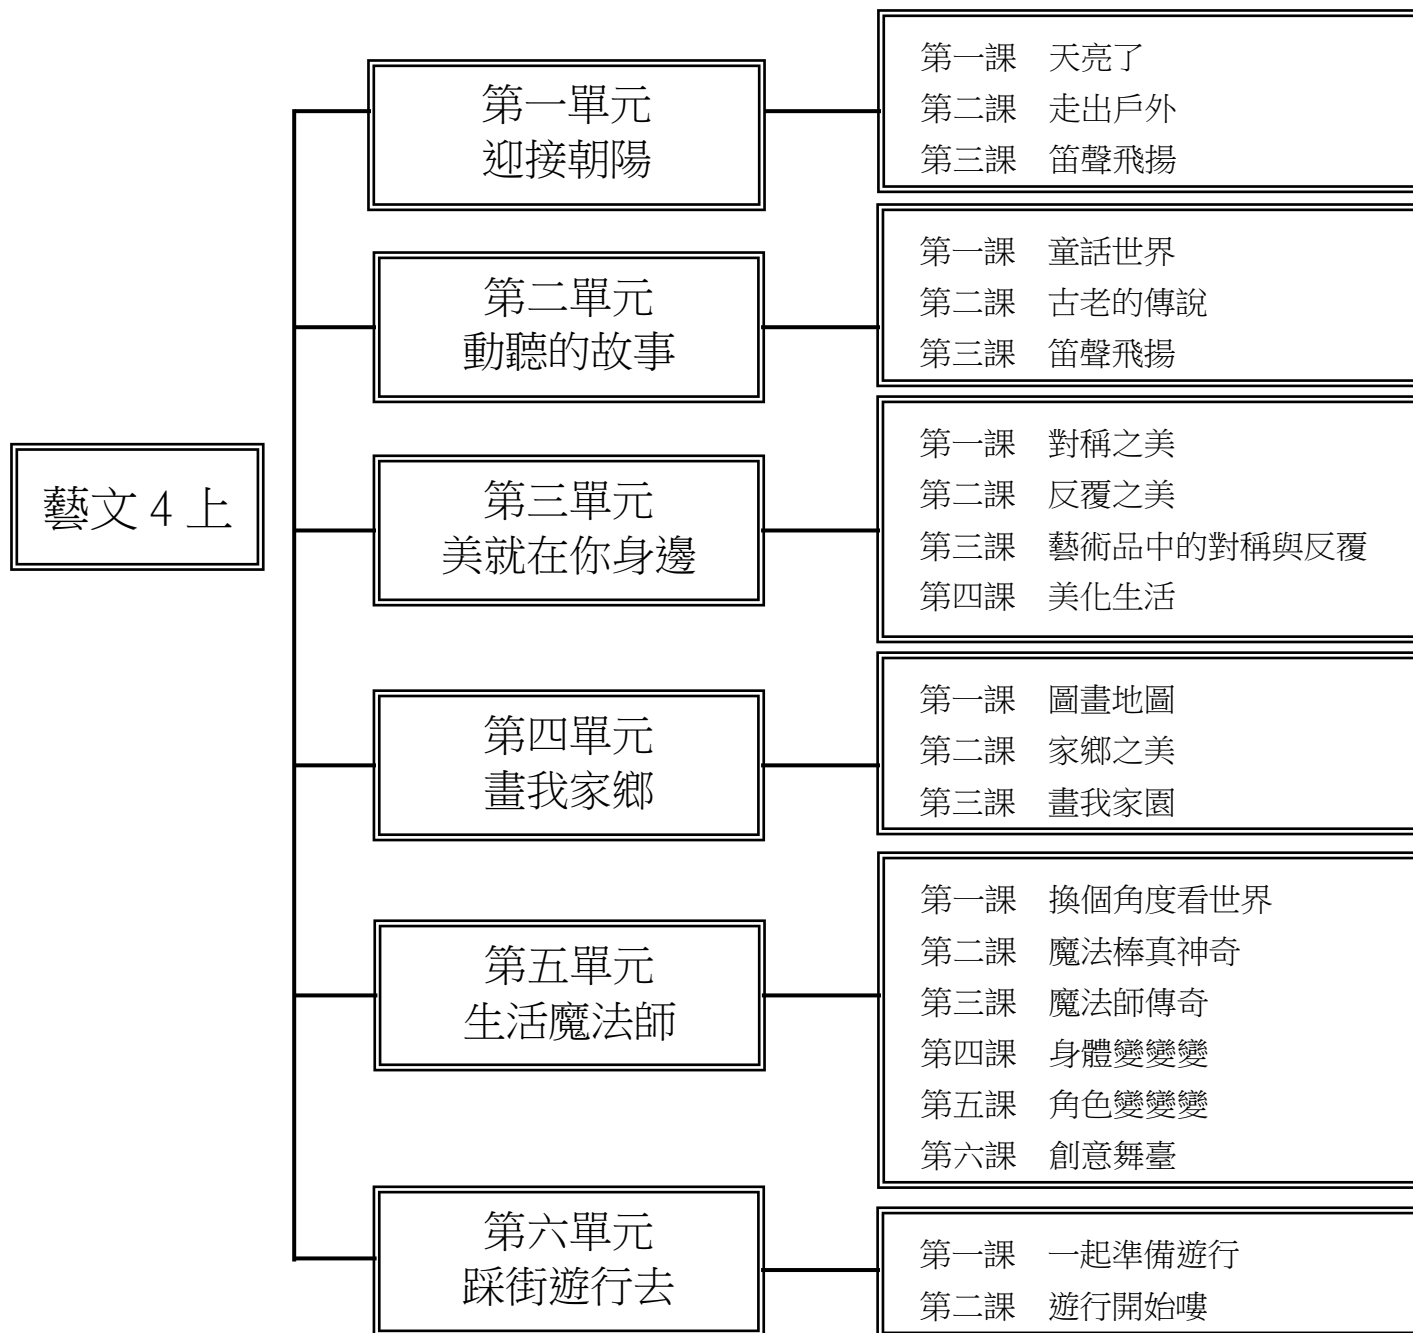 藝文4上
第一單元
迎接朝陽
第一課 天亮了
第二課 走出戶外
第三課 笛聲飛揚
第二單元
動聽的故事
第一課 童話世界
第二課 古老的傳說
第三課 笛聲飛揚
第三單元
美就在你身邊
第一課 對稱之美
第二課 反覆之美
第三課 藝術品中的對稱與反覆
第四課 美化生活
第四單元
畫我家鄉
第一課 圖畫地圖
第二課 家鄉之美
第三課 畫我家園
第五單元
生活魔法師
第一課 換個角度看世界
第二課 魔法棒真神奇
第三課 魔法師傳奇
第四課 身體變變變
第五課 角色變變變
第六課 創意舞臺
第六單元
踩街遊行去
第一課 一起準備遊行
第二課 遊行開始嘍